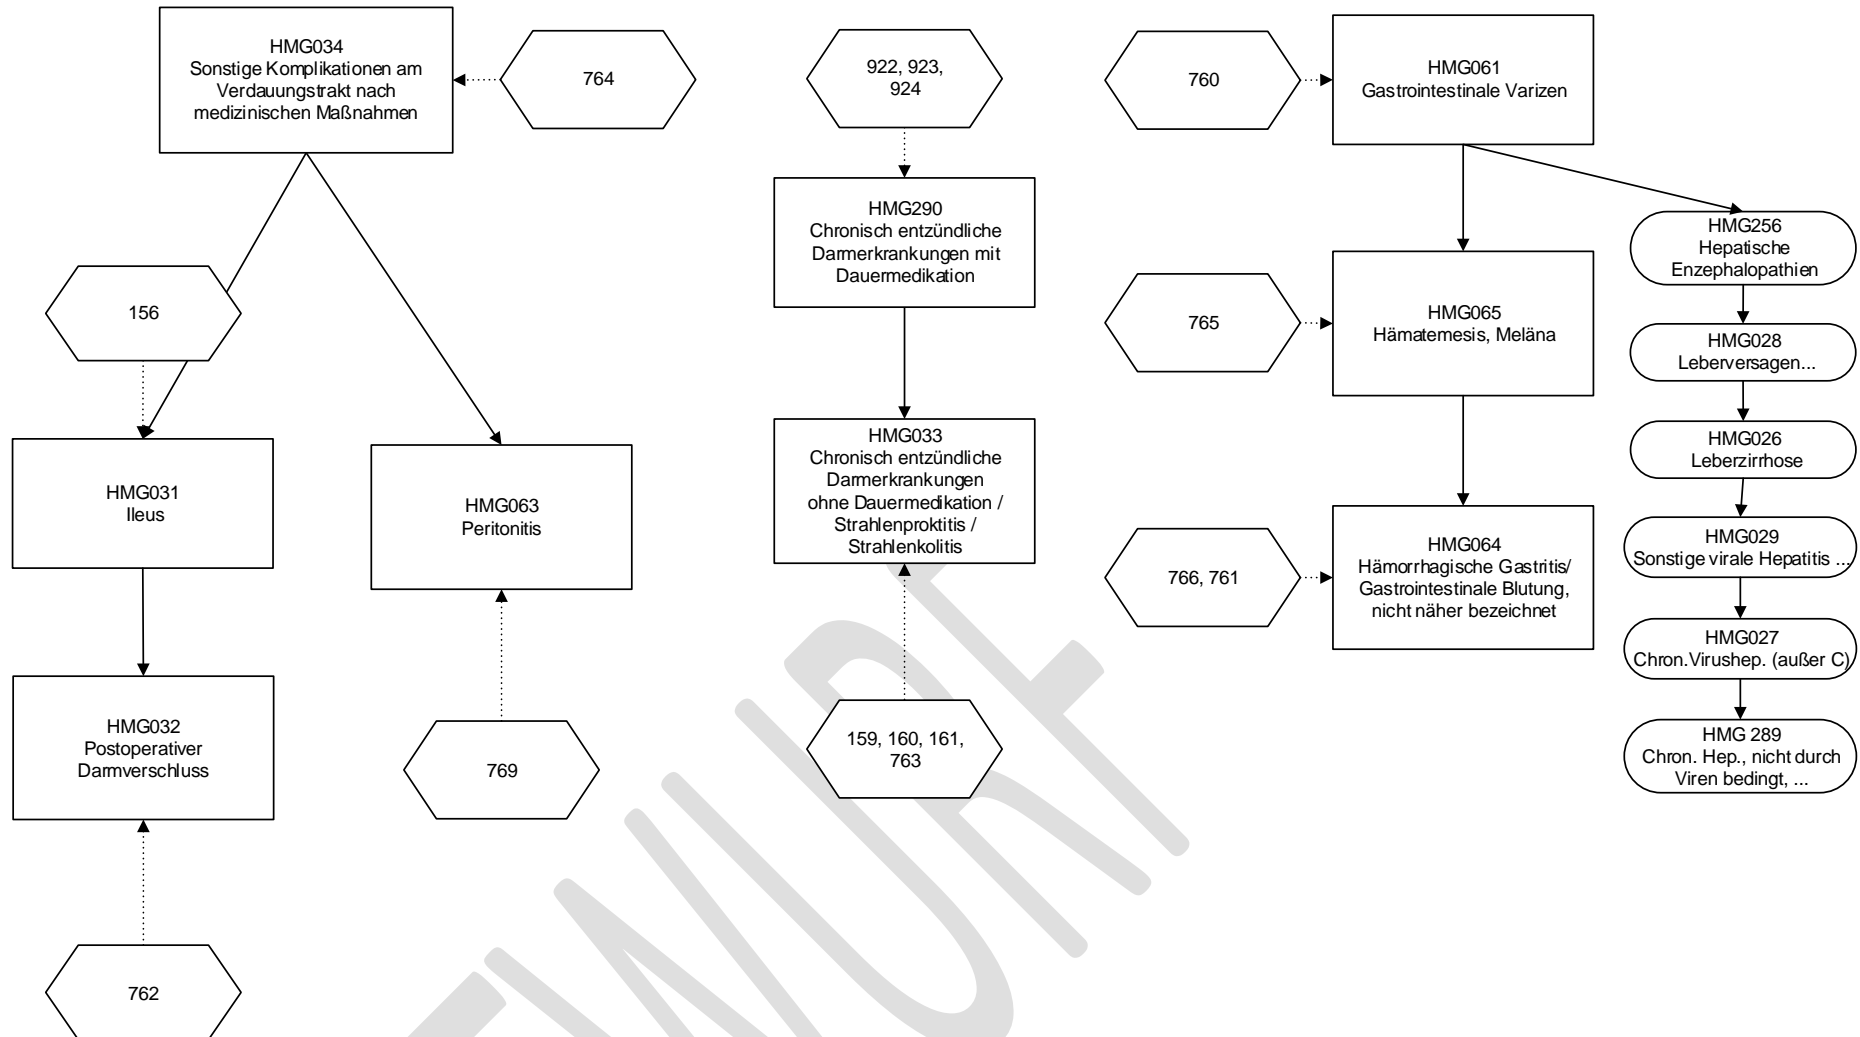 HMG034
Sonstige Komplikationen am
Verdauungstrakt nach
medizinischen Maßnahmen
764
156
HMG031
Ileus
HMG063
Peritonitis
HMG032
Postoperativer
Darmverschluss
769
762
922, 923,
924
HMG290
Chronisch entzündliche
Darmerkrankungen mit
Dauermedikation
HMG033
Chronisch entzündliche
Darmerkrankungen
ohne Dauermedikation /
Strahlenproktitis /
Strahlenkolitis
159, 160, 161,
763
760
HMG061
Gastrointestinale Varizen
765
HMG065
Hämatemesis, Meläna
766, 761
HMG064
Hämorrhagische Gastritis/
Gastrointestinale Blutung,
nicht näher bezeichnet
HMG256
Hepatische
Enzephalopathien
HMG028
Leberversagen...
HMG026
Leberzirrhose
HMG029
Sonstige virale Hepatitis ...
HMG027
Chron.Virushep. (außer C)
HMG 289
Chron. Hep., nicht durch
Viren bedingt, ...